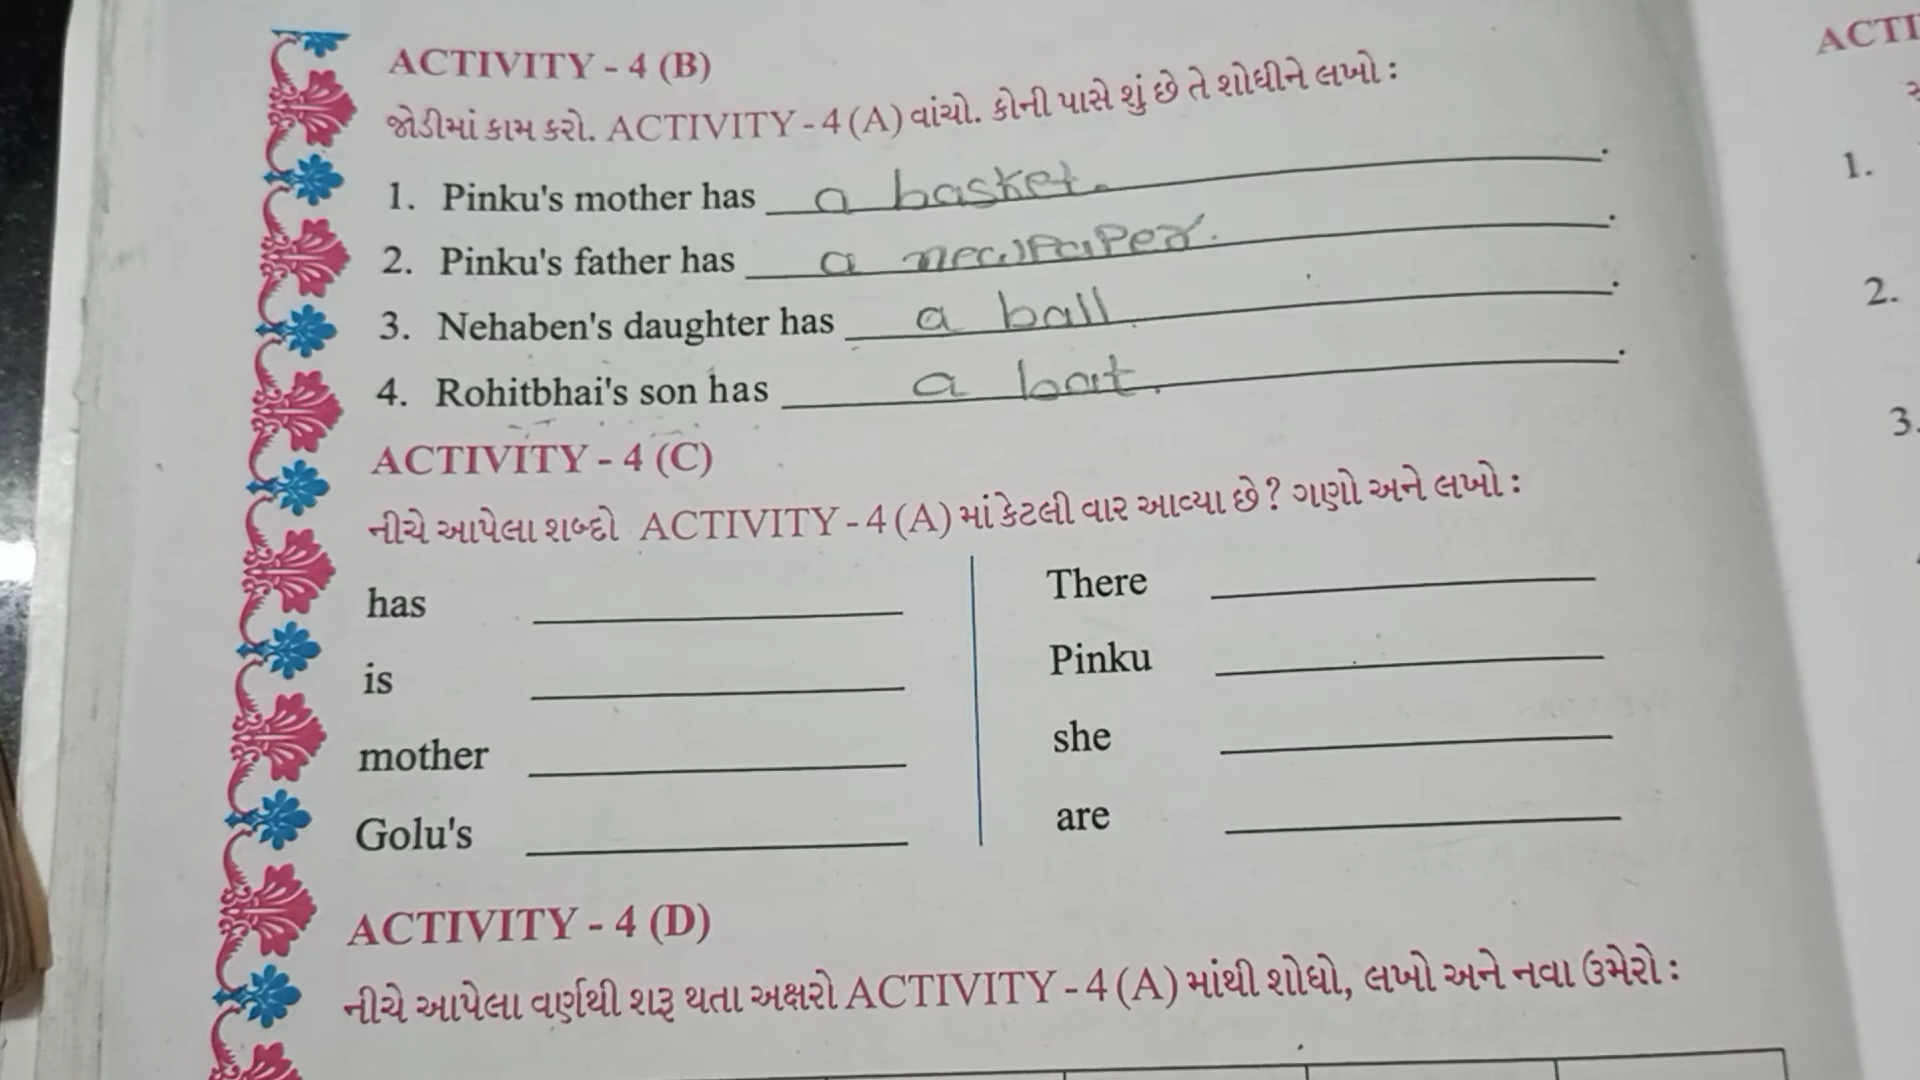 ACTIVITY - 4 (B)
જોડીમાં કામ કરો. ACTIVITY - 4 (A) વાંચો. કોની પાસે શું છે તે શોધીને લખો :
1. Pinku's mother has a basket.
2. Pinku's father has a newspaper.
3. Nehaben's daughter has a ball.
4. Rohitbhai's son has a bat.
ACTIVITY - 4 (C)
નીચે આપેલા શબ્દો ACTIVITY - 4 (A) માં કેટલી વાર આવ્યા છે? ગણો અને લખો :
has
is
mother
Golu's
There
Pinku
she
are
ACTIVITY - 4 (D)
નીચે આપેલા વર્ણથી શરૂ થતા અક્ષરો ACTIVITY - 4 (A) માંથી શોધો, લખો અને નવા ઉમેરો :
1.
2.
3.